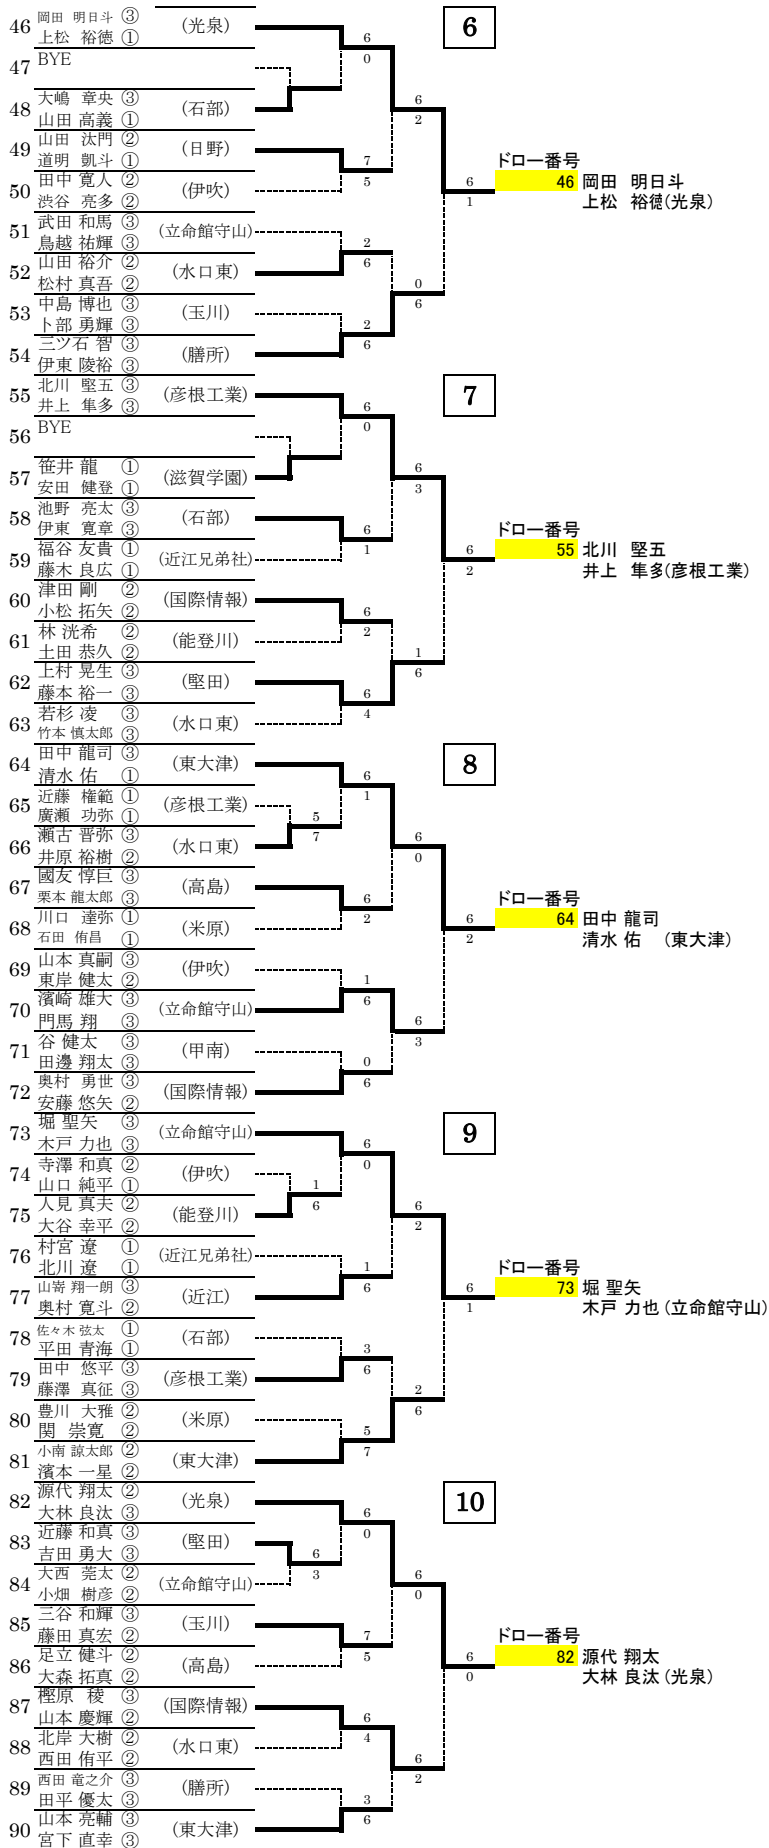 6
46 岡田 明日斗 ③ (光泉)
上松 裕徳 ①
6
0
47 BYE
48 大嶋 章央 ③ (石部)
山田 高義 ①
6
2
49 山田 汰門 ② (日野)
道明 凱斗 ①
7
5
50 田中 寛人 ② (伊吹)
渋谷 亮多 ②
ドロー番号
6
1
46 岡田 明日斗
上松 裕徳(光泉)
51 武田 和馬 ③ (立命館守山)
鳥越 祐輝 ③
2
6
52 山田 裕介 ② (水口東)
松村 真吾 ②
0
6
53 中島 博也 ③ (玉川)
卜部 勇輝 ③
2
6
54 三ツ石 智 ③ (膳所)
伊東 陵裕 ③
7
55 北川 堅五 ③ (彦根工業)
井上 隼多 ③
6
0
56 BYE
57 笹井 龍 ① (滋賀学園)
安田 健登 ①
6
3
58 池野 亮太 ③ (石部)
伊東 寛章 ③
6
1
59 福谷 友貴 ① (近江兄弟社)
藤木 良広 ①
ドロー番号
6
2
55 北川 堅五
井上 隼多(彦根工業)
60 津田 剛 ② (国際情報)
小松 拓矢 ②
6
2
61 林 洸希 ② (能登川)
土田 恭久 ②
1
6
62 上村 晃生 ③ (堅田)
藤本 裕一 ③
6
4
63 若杉 凌 ③ (水口東)
竹本 慎太郎 ③
8
64 田中 龍司 ③ (東大津)
清水 佑 ①
6
1
65 近藤 権範 ① (彦根工業)
廣瀬 功弥 ①
5
7
66 瀬古 晋弥 ③ (水口東)
井原 裕樹 ②
6
0
67 國友 惇巨 ③ (高島)
栗本 龍太郎 ③
6
2
68 川口 達弥 ① (米原)
石田 侑昌 ①
ドロー番号
6
2
64 田中 龍司
清水 佑 (東大津)
69 山本 真嗣 ③ (伊吹)
東岸 健太 ②
1
6
70 濱崎 雄大 ③ (立命館守山)
門馬 翔 ③
6
3
71 谷 健太 ③ (甲南)
田邊 翔太 ③
0
6
72 奥村 勇世 ③ (国際情報)
安藤 悠矢 ②
9
73 堀 聖矢 ③ (立命館守山)
木戸 力也 ③
6
0
74 寺澤 和真 ② (伊吹)
山口 純平 ①
1
6
75 人見 真夫 ② (能登川)
大谷 幸平 ②
6
2
76 村宮 遼 ① (近江兄弟社)
北川 遼 ①
1
6
77 山嵜 翔一朗 ③ (近江)
奥村 寛斗 ②
ドロー番号
6
1
73 堀 聖矢
木戸 力也 (立命館守山)
78 佐々木 弦太 ① (石部)
平田 青海 ①
3
6
79 田中 悠平 ③ (彦根工業)
藤澤 真征 ③
2
6
80 豊川 大雅 ② (米原)
関 崇寛 ②
5
7
81 小南 諒太郎 ② (東大津)
濱本 一星 ②
10
82 源代 翔太 ② (光泉)
大林 良汰 ③
6
0
83 近藤 和真 ③ (堅田)
吉田 勇大 ③
6
3
84 大西 莞太 ② (立命館守山)
小畑 樹彦 ②
6
0
85 三谷 和輝 ③ (玉川)
藤田 真宏 ②
7
5
86 足立 健斗 ② (高島)
大森 拓真 ②
ドロー番号
6
0
82 源代 翔太
大林 良汰 (光泉)
87 樫原 稜 ③ (国際情報)
山本 慶輝 ②
6
4
88 北岸 大樹 ② (水口東)
西田 侑平 ②
6
2
89 西田 竜之介 ③ (膳所)
田平 優太 ③
3
6
90 山本 亮輔 ③ (東大津)
宮下 直幸 ③